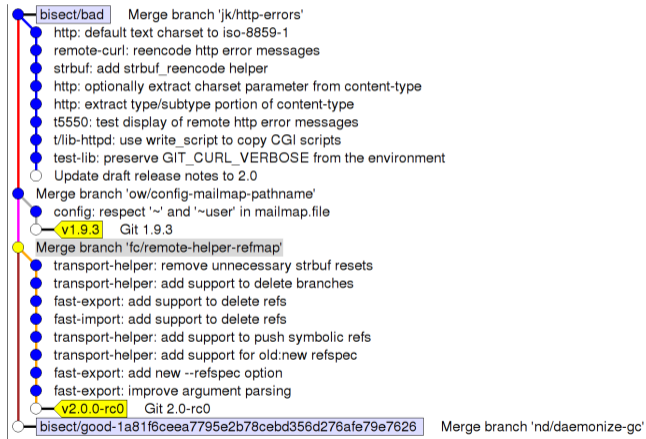 bisect/bad Merge branch 'jk/http-errors'
http: default text charset to iso-8859-1
remote-curl: reencode http error messages
strbuf: add strbuf_reencode helper
http: optionally extract charset parameter from content-type
http: extract type/subtype portion of content-type
t5550: test display of remote http error messages
t/lib-httpd: use write_script to copy CGI scripts
test-lib: preserve GIT_CURL_VERBOSE from the environment
Update draft release notes to 2.0
Merge branch 'ow/config-mailmap-pathname'
config: respect '~' and '~user' in mailmap.file
v1.9.3 Git 1.9.3
Merge branch 'fc/remote-helper-refmap'
transport-helper: remove unnecessary strbuf resets
transport-helper: add support to delete branches
fast-export: add support to delete refs
fast-import: add support to delete refs
transport-helper: add support to push symbolic refs
transport-helper: add support for old:new refspec
fast-export: add new --refspec option
fast-export: improve argument parsing
v2.0.0-rc0 Git 2.0-rc0
bisect/good-1a81f6ceea7795e2b78cebd356d276afe79e7626 Merge branch 'nd/daemonize-gc'